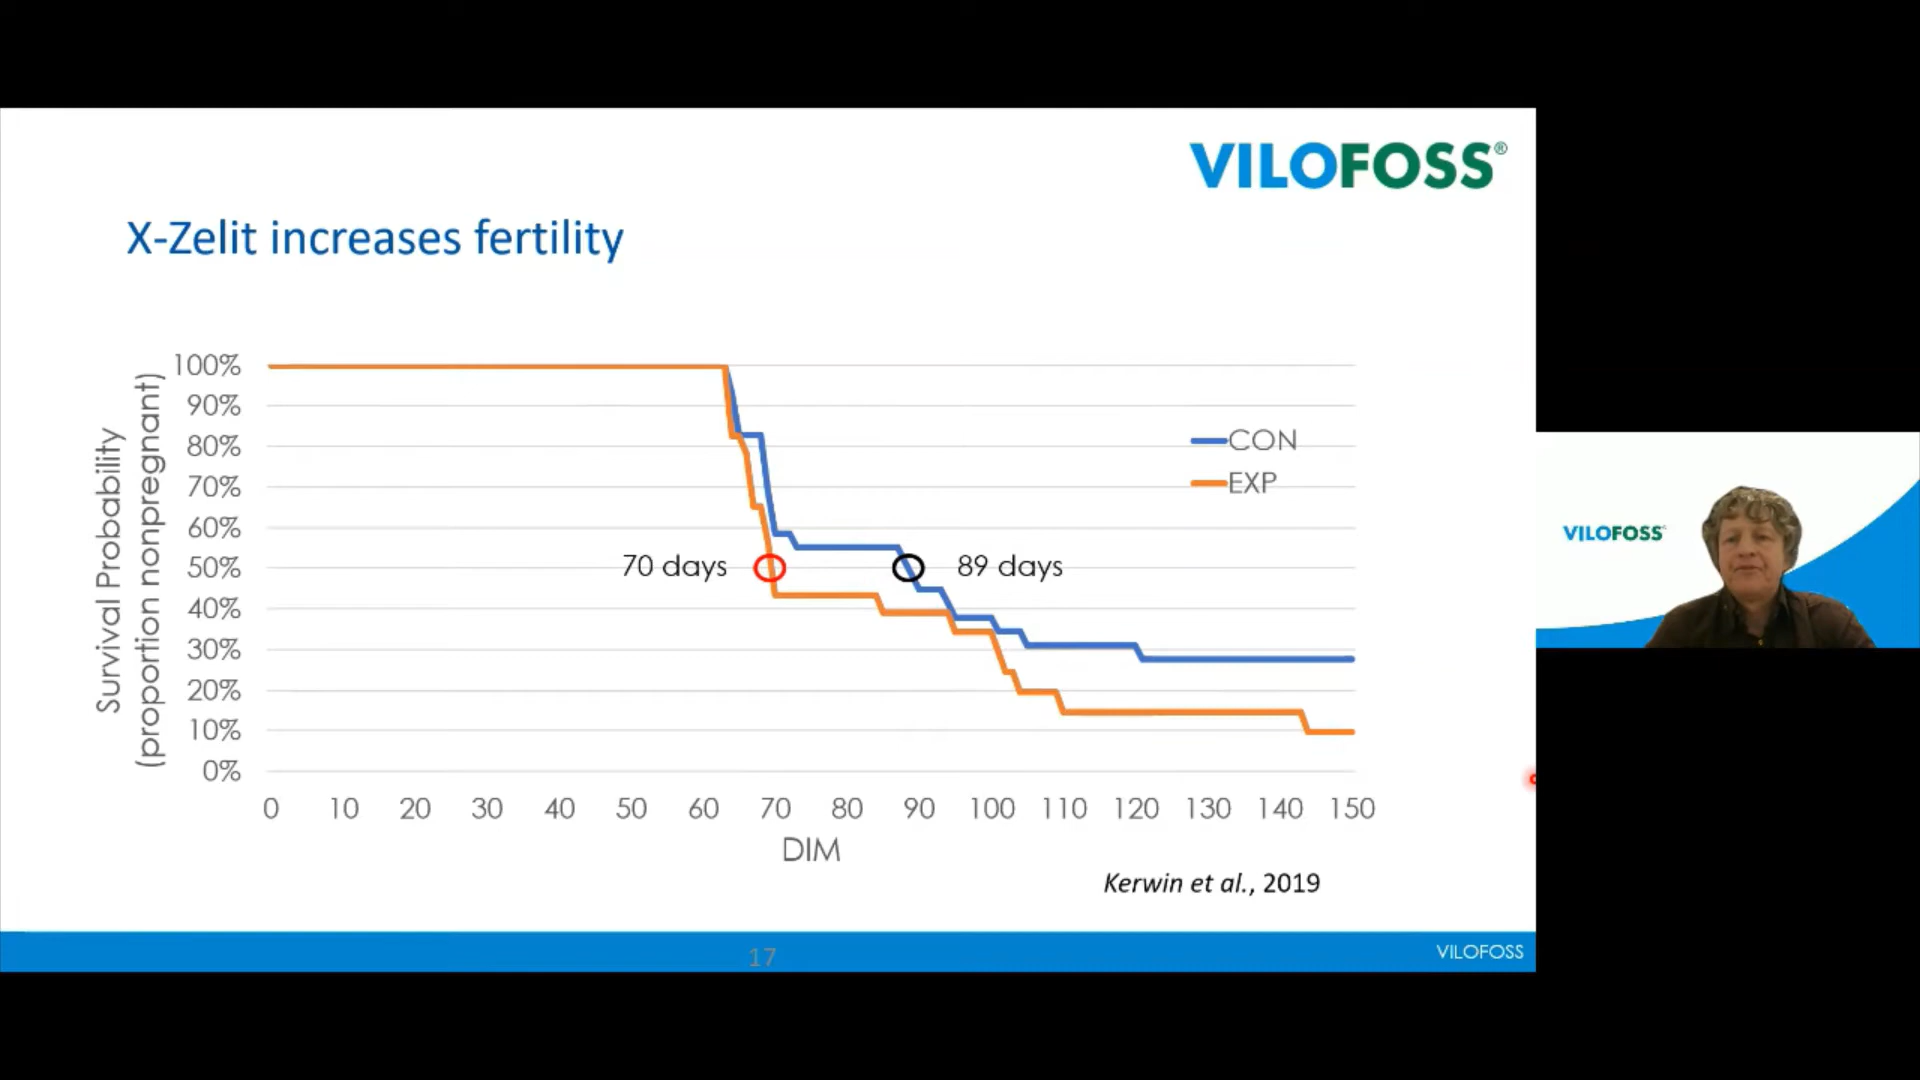 VILOFOSS®
X-Zelit increases fertility
Survival Probability
(proportion nonpregnant)
100%
90%
80%
70%
60%
50%
40%
30%
20%
10%
0%
CON
EXP
70 days
89 days
0 10 20 30 40 50 60 70 80 90 100 110 120 130 140 150
DIM
Kerwin et al., 2019
17
VILOFOSS
VILOFOSS®